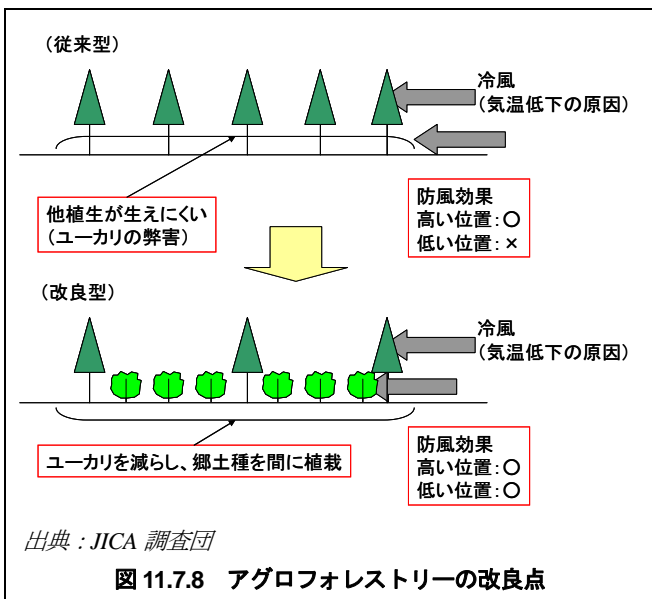 （従来型）
冷風
（気温低下の原因）
他植生が生えにくい
（ユーカリの弊害）
防風効果
高い位置：〇
低い位置：×
（改良型）
冷風
（気温低下の原因）
ユーカリを減らし、郷土種を間に植栽
防風効果
高い位置：〇
低い位置：〇
出典：JICA 調査団
図 11.7.8 アグロフォレストリーの改良点